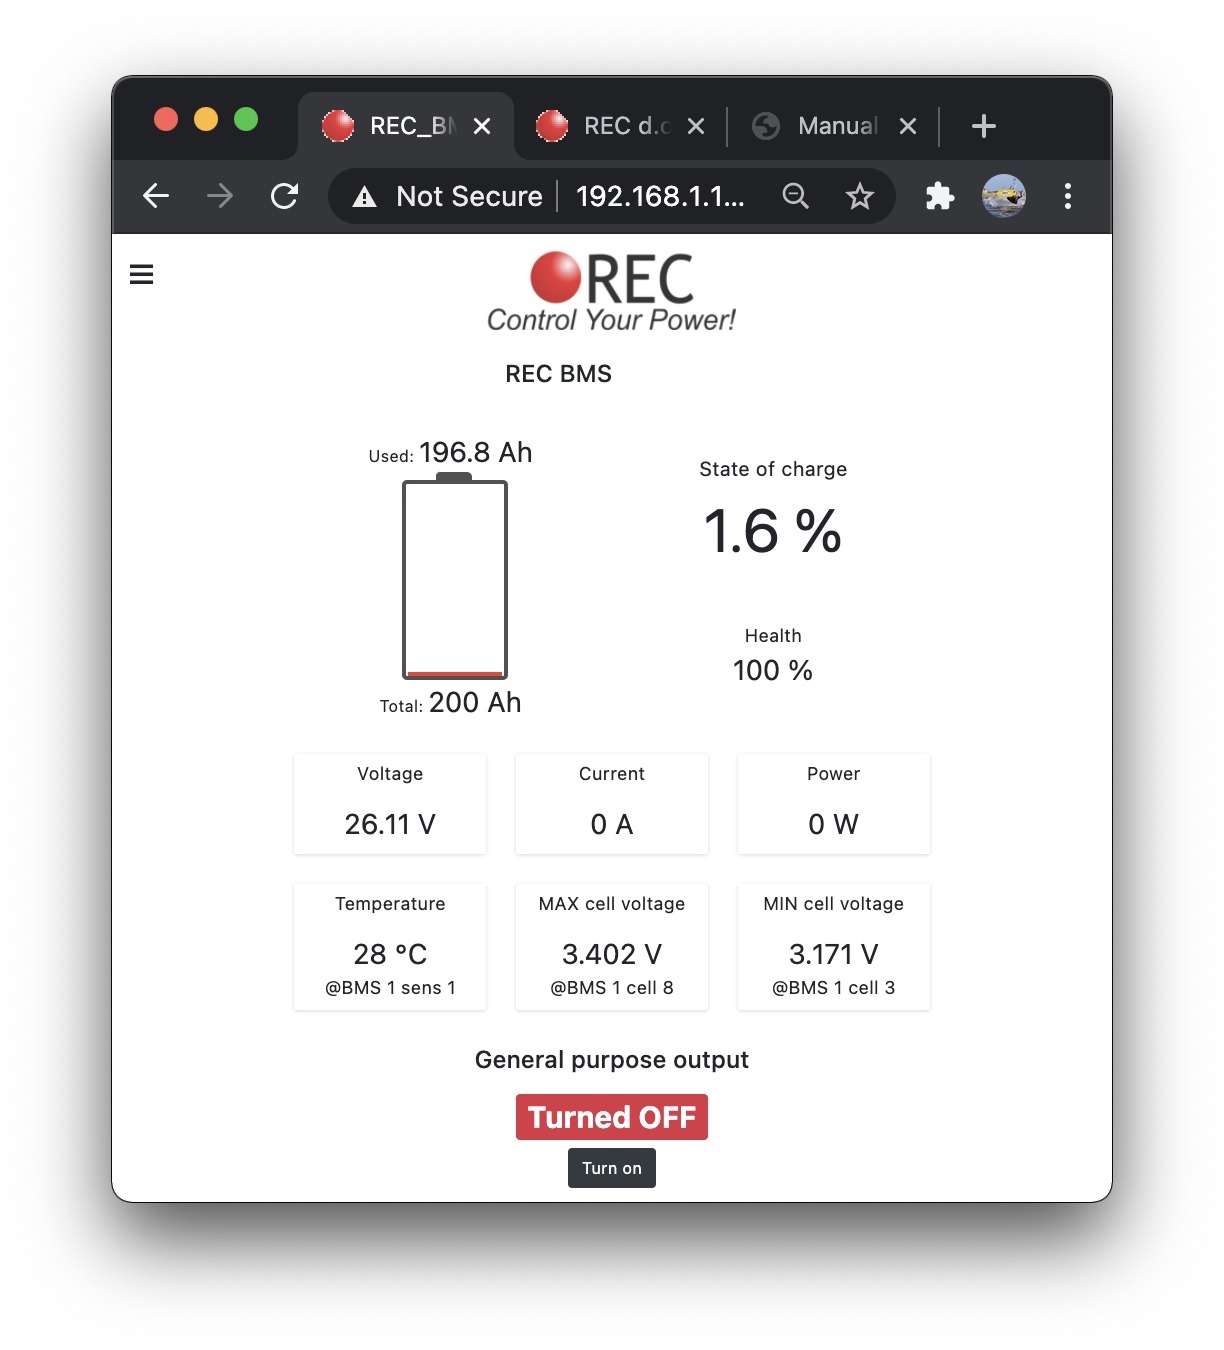 REC_BM
REC d.o
Manual
Not Secure
192.168.1.1...
REC
Control Your Power!
REC BMS
Used: 196.8 Ah
Total: 200 Ah
State of charge
1.6 %
Health
100 %
Voltage
26.11 V
Current
0 A
Power
0 W
Temperature
28 °C
@BMS 1 sens 1
MAX cell voltage
3.402 V
@BMS 1 cell 8
MIN cell voltage
3.171 V
@BMS 1 cell 3
General purpose output
Turned OFF
Turn on